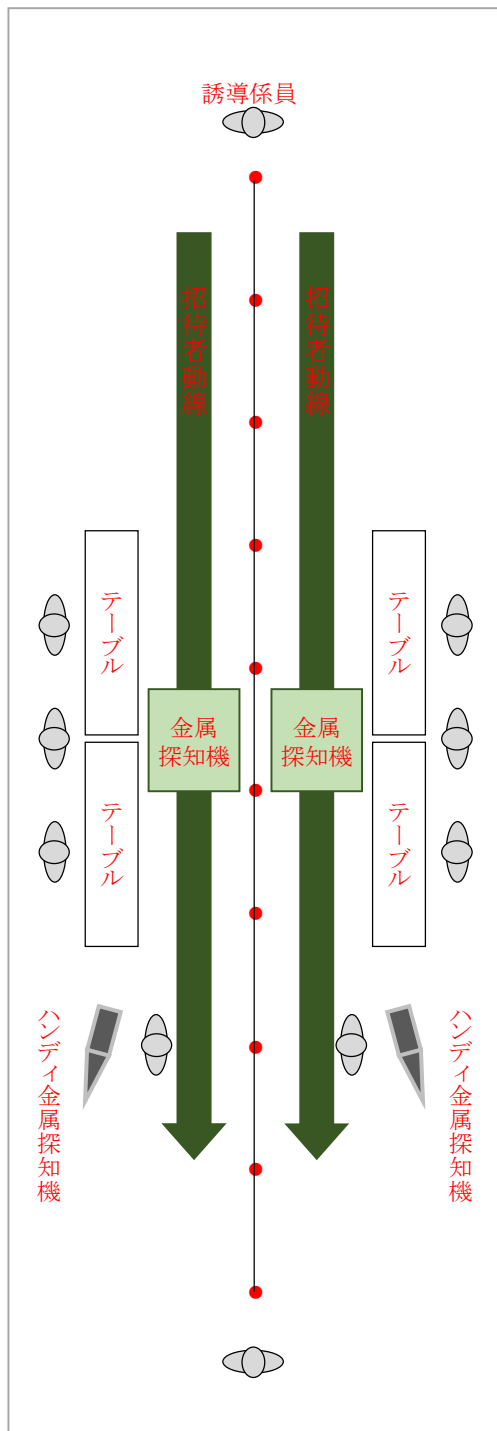 誘導係員
招待者動線
招待者動線
テーブル
テーブル
金属
探知機
金属
探知機
テーブル
テーブル
ハンディ金属探知機
ハンディ金属探知機